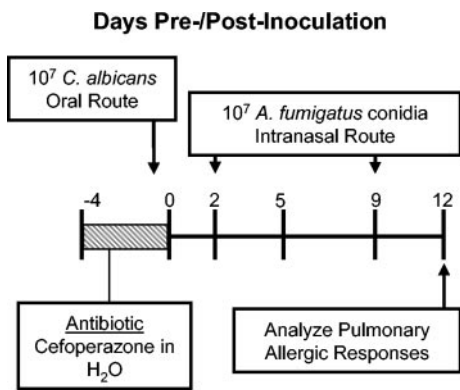 Days Pre-/Post-Inoculation
10⁷ C. albicans
Oral Route
10⁷ A. fumigatus conidia
Intranasal Route
-4 0 2 5 9 12
Antibiotic
Cefoperazone in
H₂O
Analyze Pulmonary
Allergic Responses